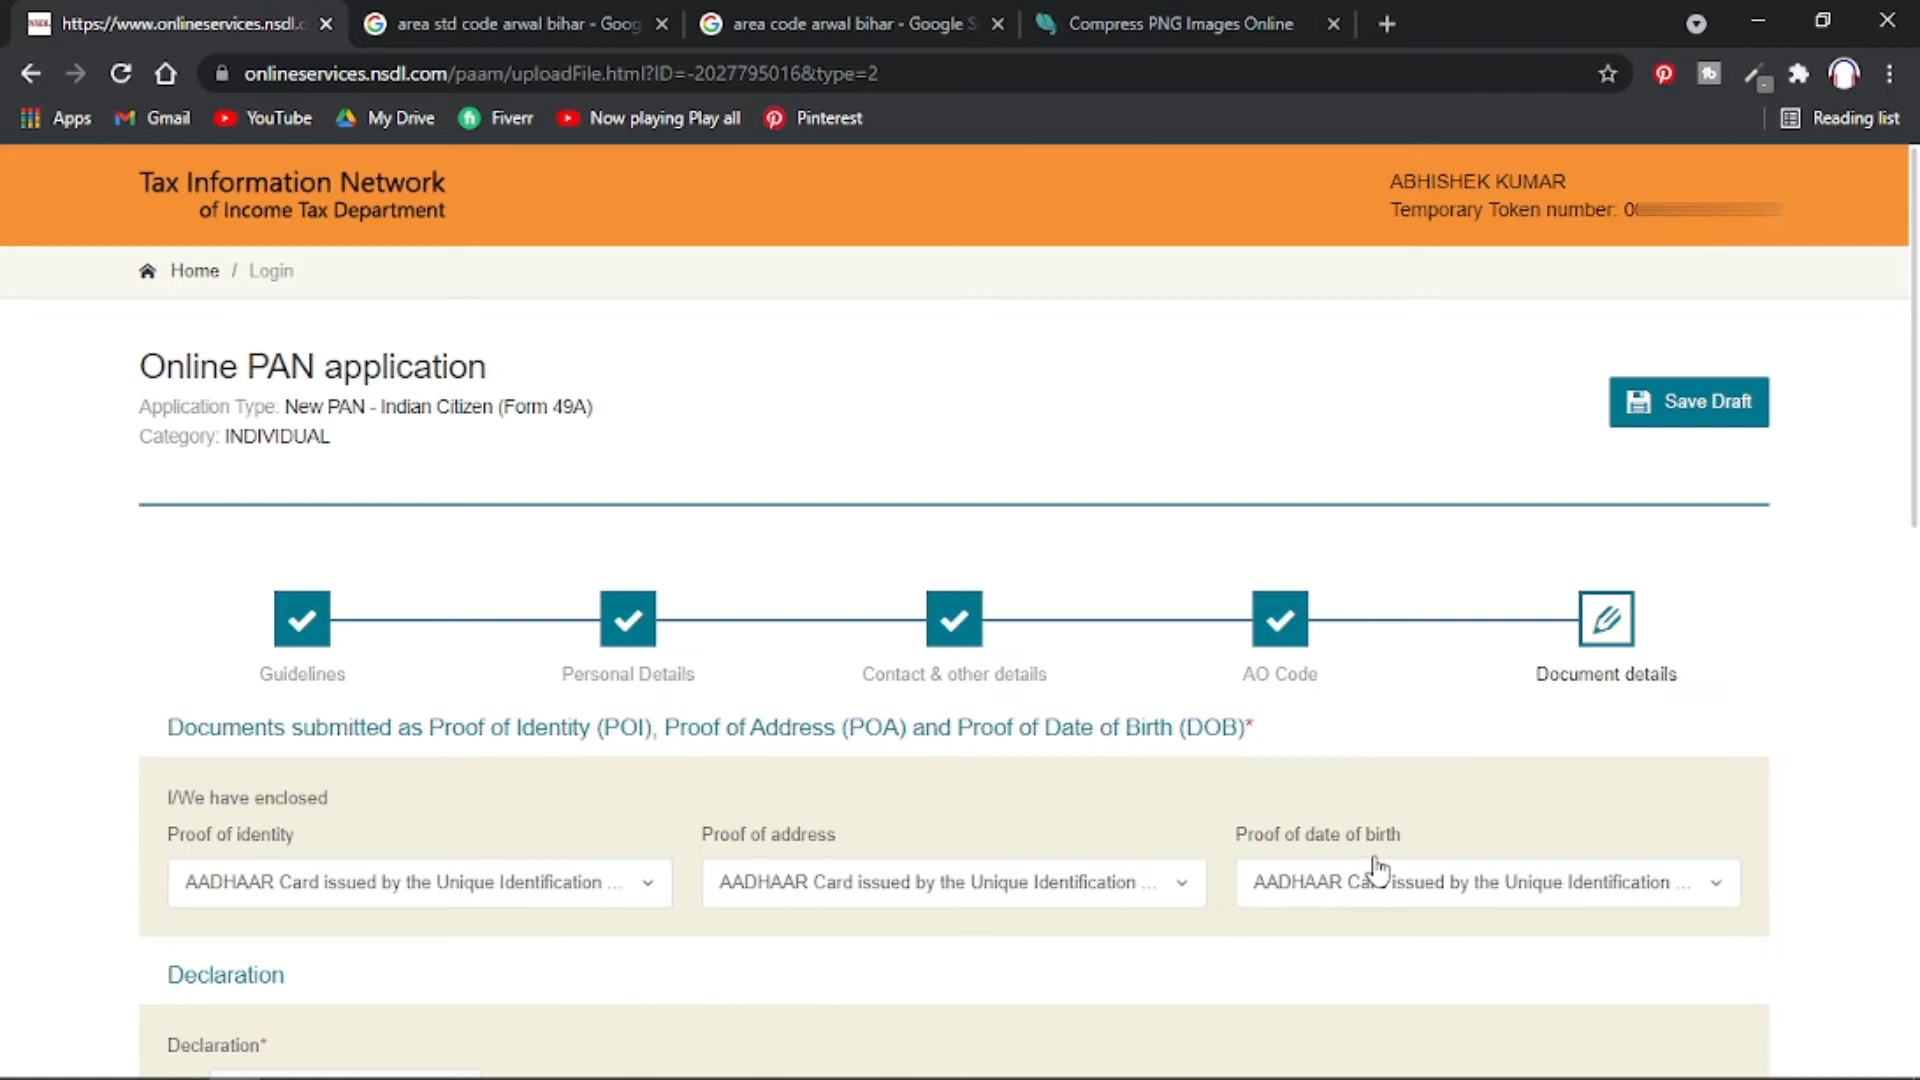 https://www.onlineservices.nsdl.c
area std code arwal bihar - Goog
area code arwal bihar - Google S
Compress PNG Images Online
onlineservices.nsdl.com/paam/uploadFile.html?ID=-2027795016&type=2
Apps
Gmail
YouTube
My Drive
Fiverr
Now playing Play all
Pinterest
Reading list
Tax Information Network
of Income Tax Department
ABHISHEK KUMAR
Temporary Token number: 0
Home / Login
Online PAN application
Application Type: New PAN - Indian Citizen (Form 49A)
Category: INDIVIDUAL
Save Draft
Guidelines
Personal Details
Contact & other details
AO Code
Document details
Documents submitted as Proof of Identity (POI), Proof of Address (POA) and Proof of Date of Birth (DOB)*
I/We have enclosed
Proof of identity
Proof of address
Proof of date of birth
AADHAAR Card issued by the Unique Identification ...
AADHAAR Card issued by the Unique Identification ...
AADHAAR Card issued by the Unique Identification ...
Declaration
Declaration*